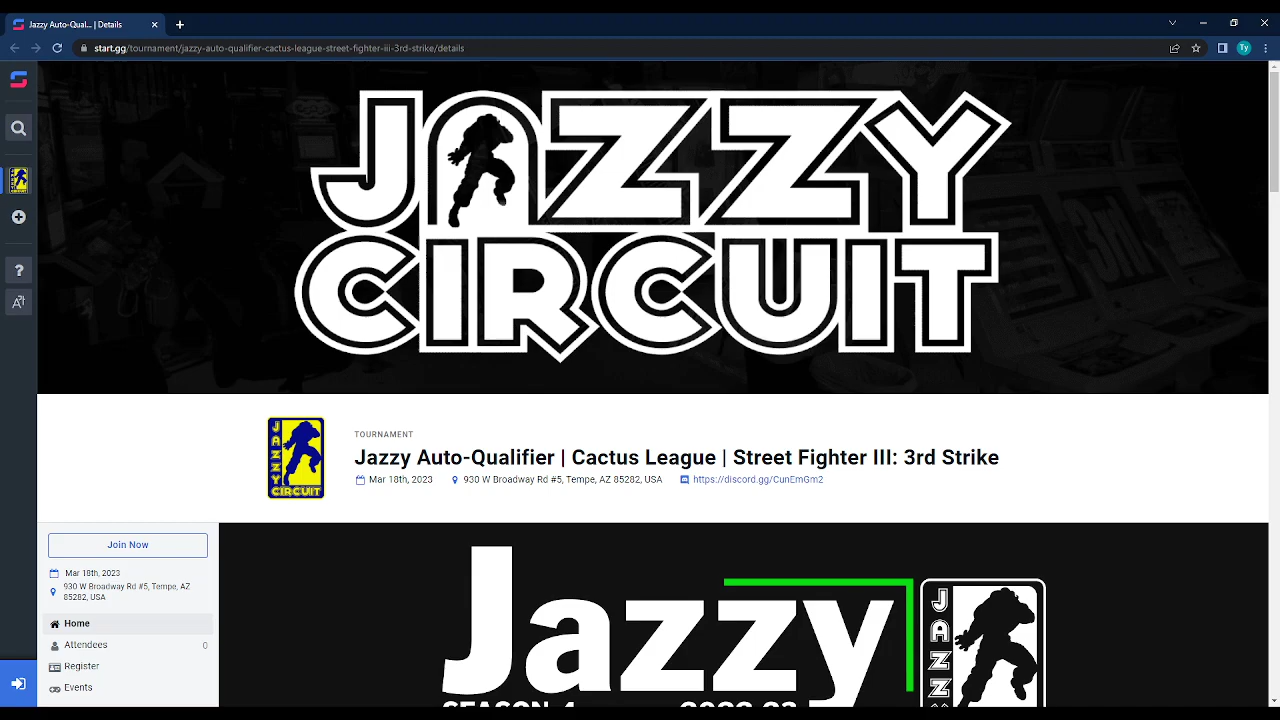 Jazzy Auto-Qual... | Details
start.gg/tournament/jazzy-auto-qualifier-cactus-league-street-fighter-iii-3rd-strike/details
Ty
JAZZY
CIRCUIT
JAZZY
CIRCUIT
TOURNAMENT
Jazzy Auto-Qualifier | Cactus League | Street Fighter III: 3rd Strike
Mar 18th, 2023
930 W Broadway Rd #5, Tempe, AZ 85282, USA
https://discord.gg/CunEmGm2
Join Now
Mar 18th, 2023
930 W Broadway Rd #5, Tempe, AZ
85282, USA
Home
Attendees 0
Register
Events
Jazzy
JAZZ